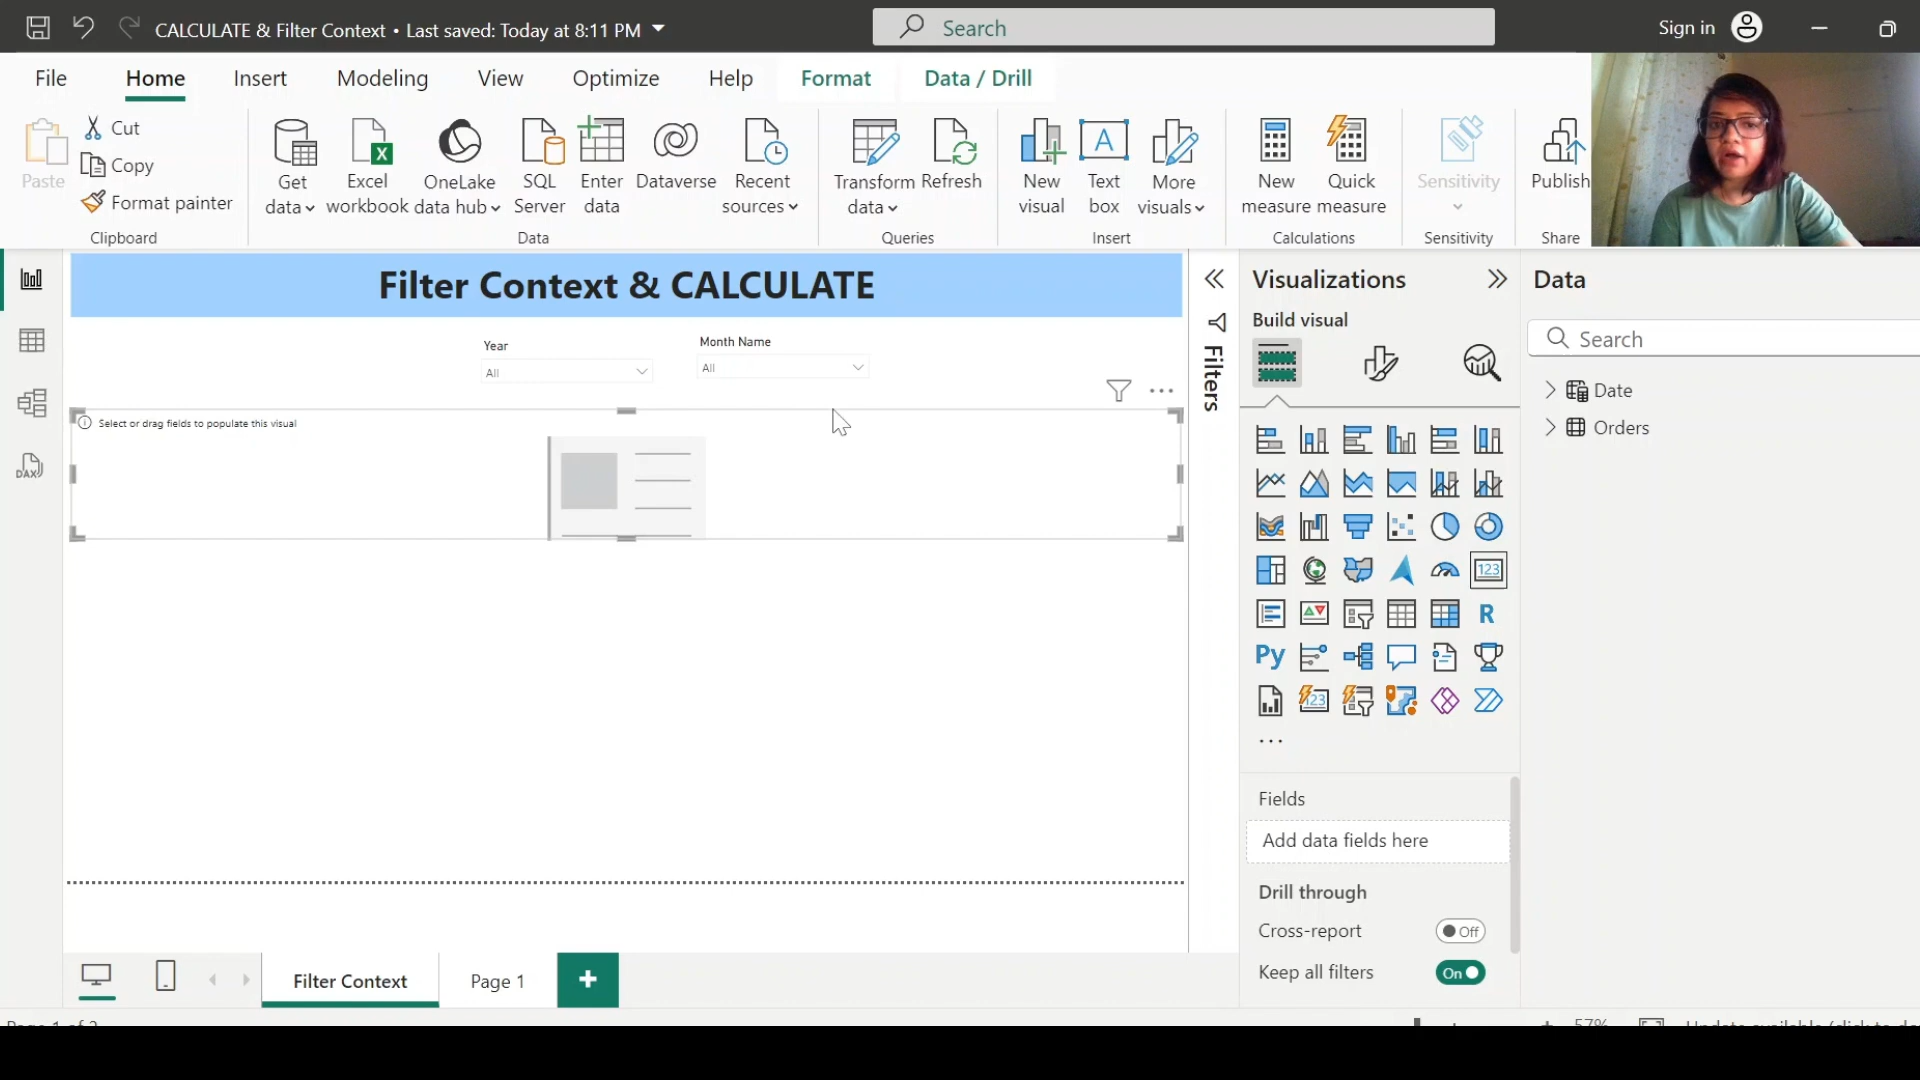 CALCULATE & Filter Context • Last saved: Today at 8:11 PM
Search
Sign in
File
Home
Insert
Modeling
View
Optimize
Help
Format
Data / Drill
Paste
Cut
Copy
Format painter
Clipboard
Get data
Excel workbook
OneLake data hub
SQL Server
Enter data
Dataverse
Recent sources
Data
Transform data
Refresh
Queries
New visual
Text box
More visuals
Insert
New measure
Quick measure
Calculations
Sensitivity
Sensitivity
Publish
Share
Filter Context & CALCULATE
Year
All
Month Name
All
Select or drag fields to populate this visual
Filters
Visualizations
Build visual
123
R
Py
123
Fields
Add data fields here
Drill through
Cross-report
Off
Keep all filters
On
Data
Search
Date
Orders
DAX
Filter Context
Page 1
57%